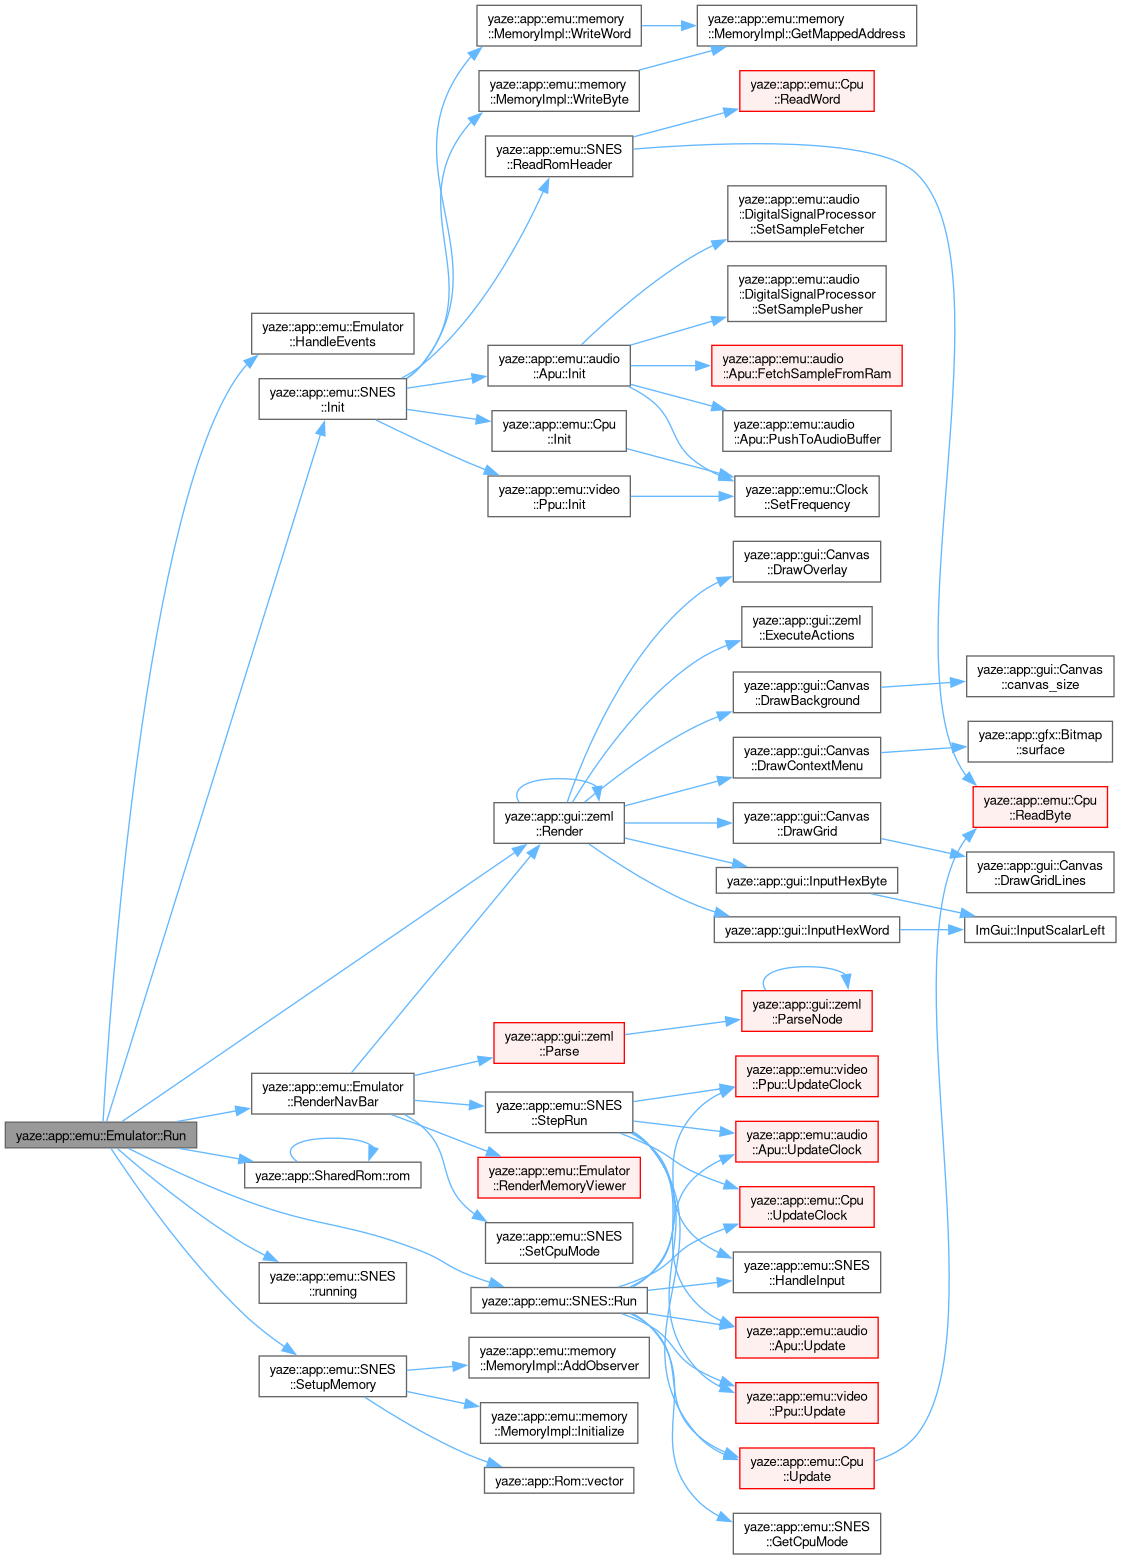 yaze::app::emu::memory
::MemoryImpl::WriteWord
yaze::app::emu::memory
::MemoryImpl::GetMappedAddress
yaze::app::emu::memory
::MemoryImpl::WriteByte
yaze::app::emu::Cpu
::ReadWord
yaze::app::emu::SNES
::ReadRomHeader
yaze::app::emu::audio
::DigitalSignalProcessor
::SetSampleFetcher
yaze::app::emu::audio
::DigitalSignalProcessor
::SetSamplePusher
yaze::app::emu::Emulator
::HandleEvents
yaze::app::emu::audio
::Apu::Init
yaze::app::emu::audio
::Apu::FetchSampleFromRam
yaze::app::emu::SNES
::Init
yaze::app::emu::Cpu
::Init
yaze::app::emu::audio
::Apu::PushToAudioBuffer
yaze::app::emu::video
::Ppu::Init
yaze::app::emu::Clock
::SetFrequency
yaze::app::gui::Canvas
::DrawOverlay
yaze::app::gui::zeml
::ExecuteActions
yaze::app::gui::Canvas
::DrawBackground
yaze::app::gui::Canvas
::canvas_size
yaze::app::gui::Canvas
::DrawContextMenu
yaze::app::gfx::Bitmap
::surface
yaze::app::gui::zeml
::Render
yaze::app::gui::Canvas
::DrawGrid
yaze::app::emu::Cpu
::ReadByte
yaze::app::gui::InputHexByte
yaze::app::gui::Canvas
::DrawGridLines
yaze::app::gui::InputHexWord
ImGui::InputScalarLeft
yaze::app::gui::zeml
::ParseNode
yaze::app::gui::zeml
::Parse
yaze::app::emu::video
::Ppu::UpdateClock
yaze::app::emu::Emulator
::RenderNavBar
yaze::app::emu::SNES
::StepRun
yaze::app::emu::Emulator::Run
yaze::app::emu::audio
::Apu::UpdateClock
yaze::app::SharedRom::rom
yaze::app::emu::Emulator
::RenderMemoryViewer
yaze::app::emu::Cpu
::UpdateClock
yaze::app::emu::SNES
::SetCpuMode
yaze::app::emu::SNES
::HandleInput
yaze::app::emu::SNES
::running
yaze::app::emu::SNES::Run
yaze::app::emu::audio
::Apu::Update
yaze::app::emu::SNES
::SetupMemory
yaze::app::emu::memory
::MemoryImpl::AddObserver
yaze::app::emu::video
::Ppu::Update
yaze::app::emu::memory
::MemoryImpl::Initialize
yaze::app::emu::Cpu
::Update
yaze::app::Rom::vector
yaze::app::emu::SNES
::GetCpuMode